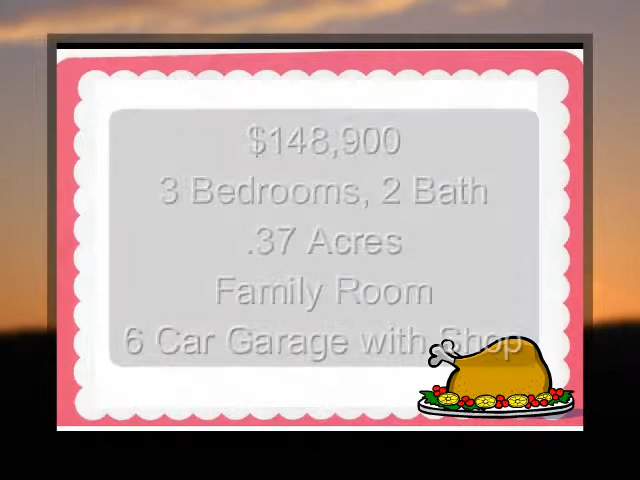 $148,900
3 Bedrooms, 2 Bath
.37 Acres
Family Room
6 Car Garage with Shop